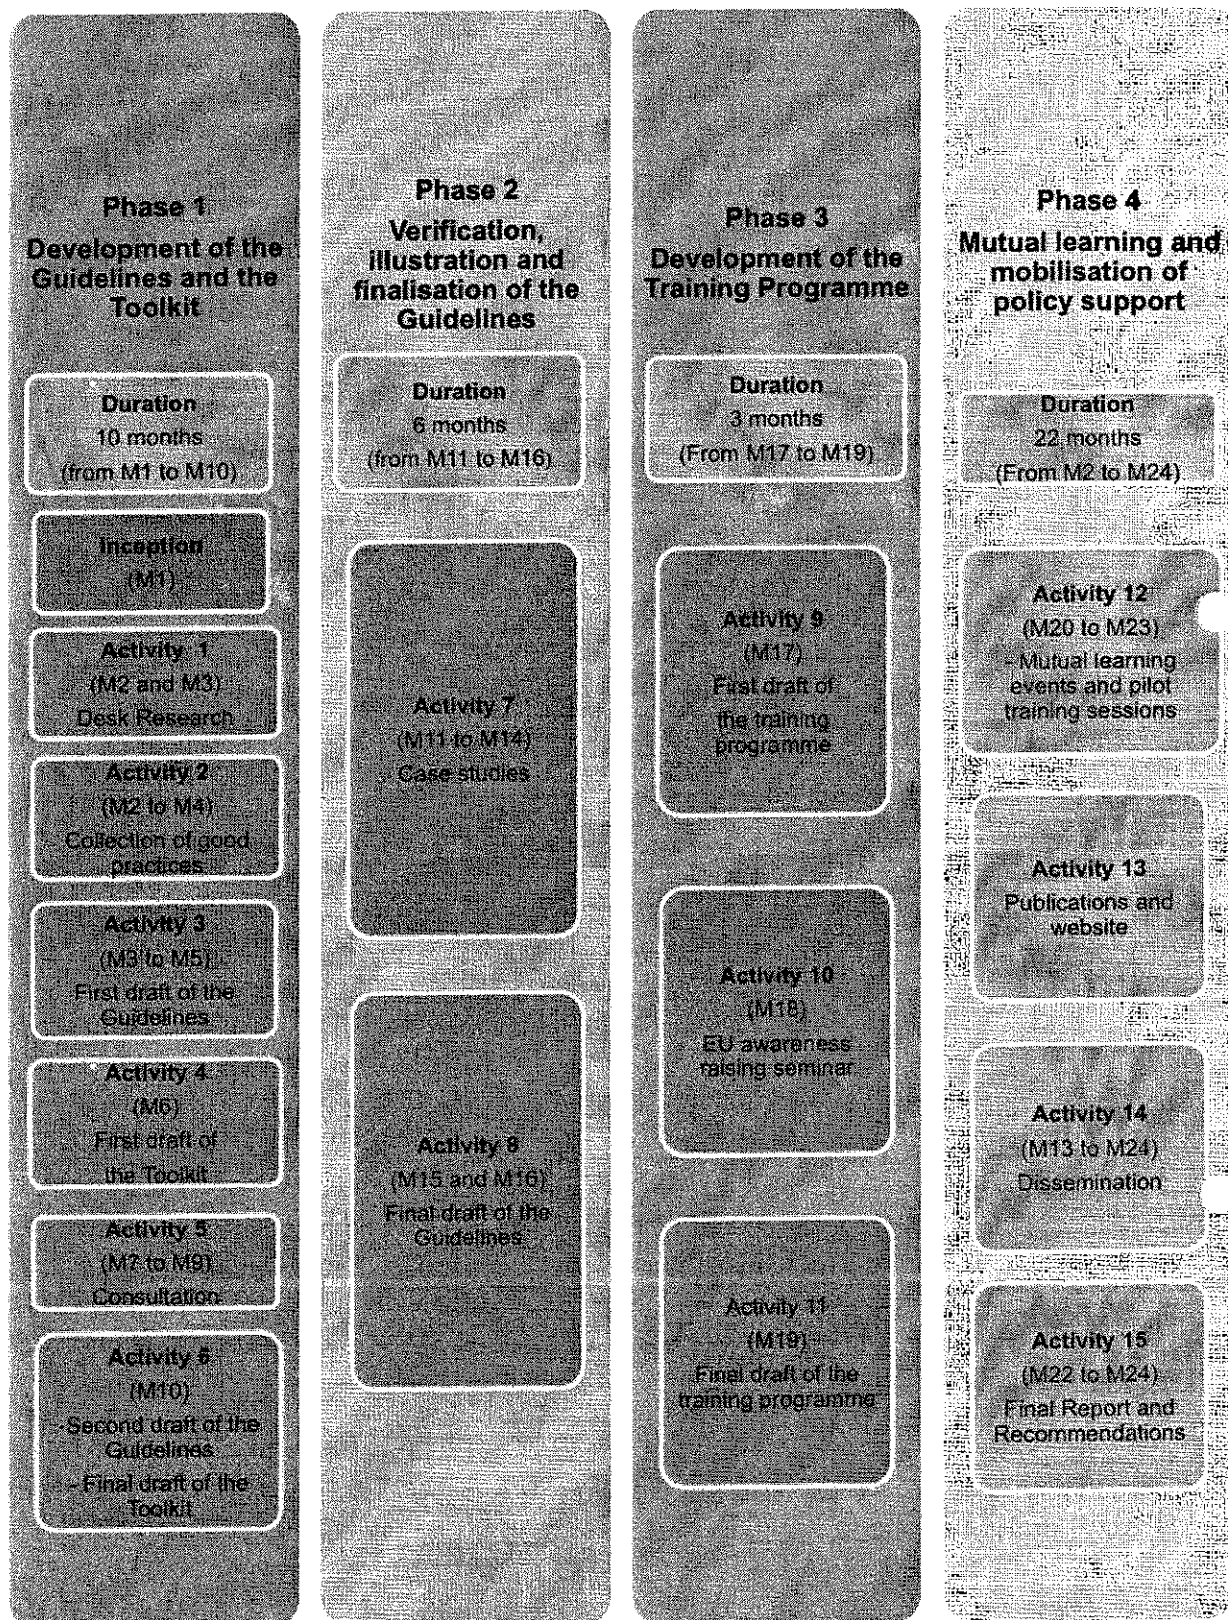 Phase 1
Development of the
Guidelines and the
Toolkit
Duration
10 months
(from M1 to M10)
Inception
(M1)
Activity 1
(M2 and M3)
Desk Research
Activity 2
(M2 to M4)
Collection of good
practices
Activity 3
(M3 to M5)
First draft of the
Guidelines
Activity 4
(M6)
First draft of
the Toolkit
Activity 5
(M7 to M9)
Consultation
Activity 6
(M10)
-Second draft of the
Guidelines
- Final draft of the
Toolkit
Phase 2
Verification,
illustration and
finalisation of the
Guidelines
Duration
6 months
(from M11 to M16)
Activity 7
(M11 to M14)
Case studies
Activity 8
(M15 and M16)
Final draft of the
Guidelines
Phase 3
Development of the
Training Programme
Duration
3 months
(From M17 to M19)
Activity 9
(M17)
First draft of
the training
programme
Activity 10
(M18)
EU awareness
raising seminar
Activity 11
(M19)
Final draft of the
training programme
Phase 4
Mutual learning and
mobilisation of
policy support
Duration
22 months
(From M2 to M24)
Activity 12
(M20 to M23)
- Mutual learning
events and pilot
training sessions
Activity 13
Publications and
website
Activity 14
(M13 to M24)
Dissemination
Activity 15
(M22 to M24)
Final Report and
Recommendations